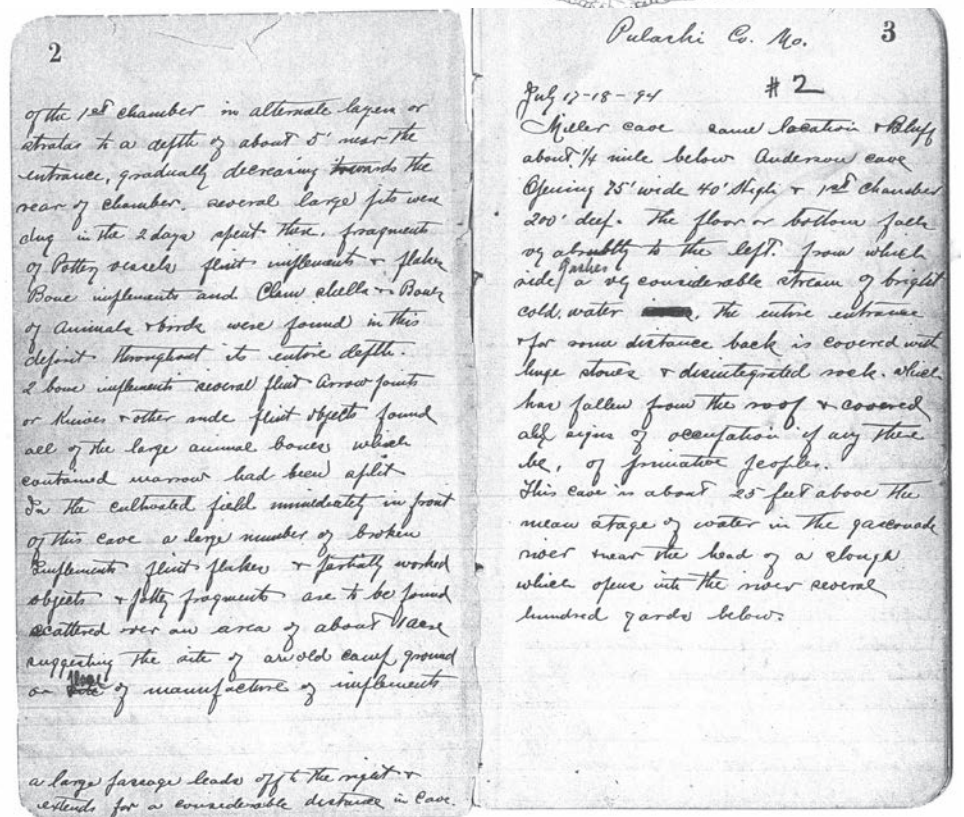 2
of the 1st chamber in alternate layers or
stratas to a depth of about 5' near the
entrance, gradually decreasing towards the
rear of chamber. several large pits were
dug in the 2 days spent there. fragments
of Pottery vessels flint implements & flakes
Bone implements and Clam shells & Bones
of animals & birds were found in this
deposit throughout its entire depth.
2 bone implements several flint Arrow points
or Knives & other rude flint objects found
all of the large animal bones which
contained marrow had been split
In the cultivated field immediately in front
of this cave a large number of broken
Implements flint flakes & partially worked
objects & potty fragments are to be found
scattered over an area of about 1 acre
suggesting the site of an old camp ground
or place of manufacture of implements
a large passage leads off to the right &
extends for a considerable distance in Cave.
Pulaski Co. Mo. 3
#2
July 17-18-94
Miller cave same location & Bluff
about 1/4 mile below Anderson cave
Opening 75' wide 40' High & 1st chamber
200' deep. The floor or bottom falls
off to the left. from which
side gushes a very considerable stream of bright
cold water. the entire entrance
& for some distance back is covered with
huge stones & disintegrated rock. which
has fallen from the roof & covered
all signs of occupation if any there
be, of primative peoples.
This cave is about 25 feet above the
mean stage of water in the gasconade
river & near the head of a slough
which opens into the river several
hundred yards below.